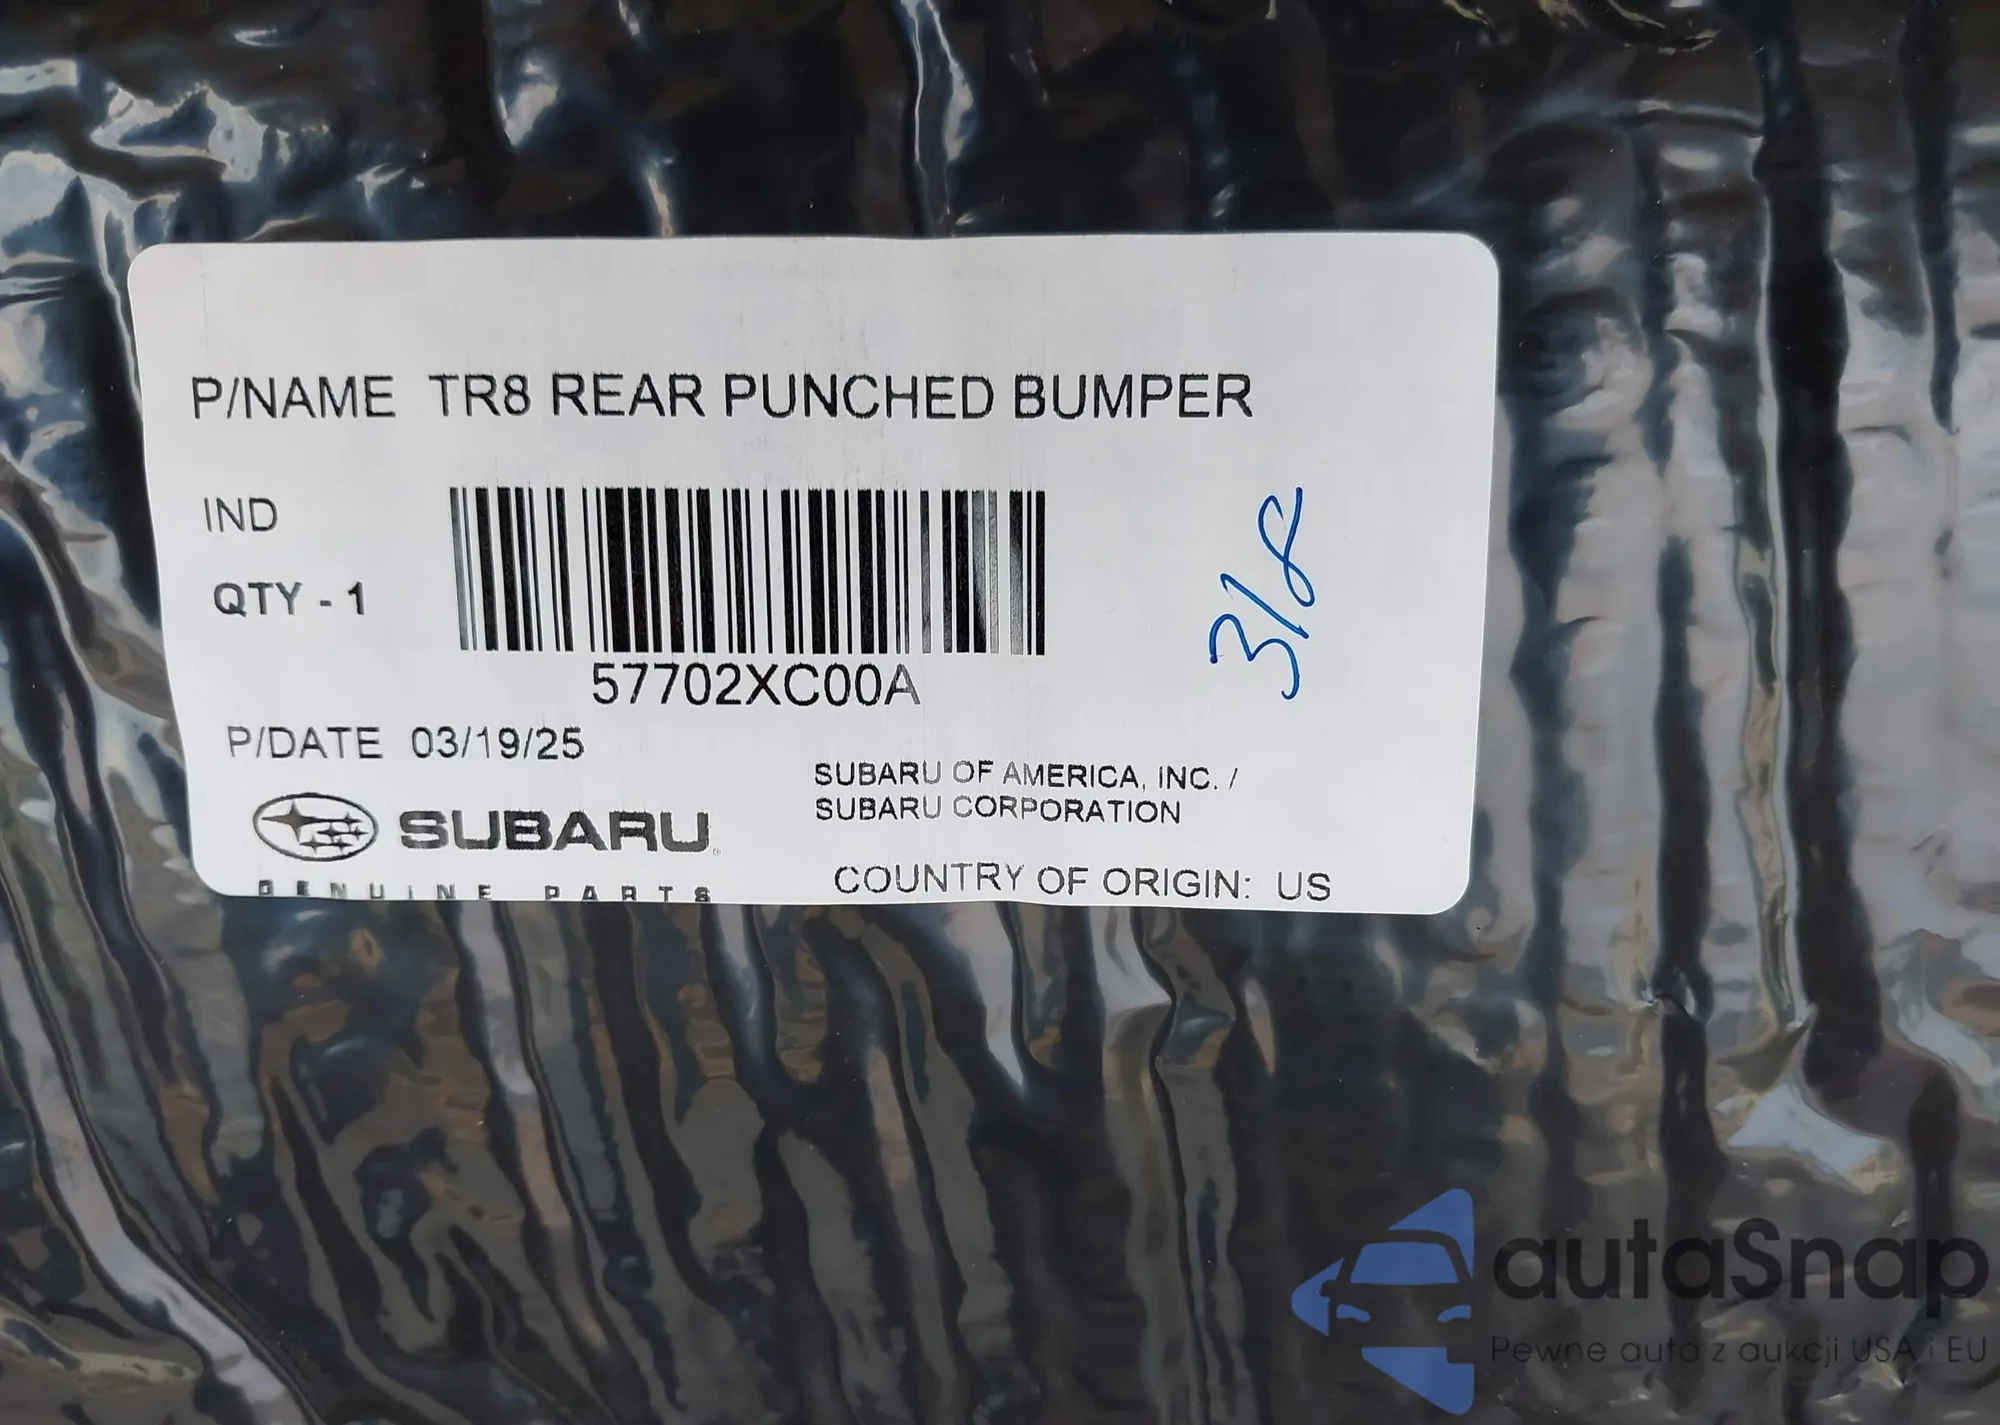 P/NAME TR8 REAR PUNCHED BUMPER
IND
QTY - 1
57702XC00A
3/8
P/DATE 03/19/25
SUBARU OF AMERICA, INC. /
SUBARU CORPORATION
SUBARU
GENUINE PARTS
COUNTRY OF ORIGIN: US
autaSnap
Pewne auta z aukcji USA i EU